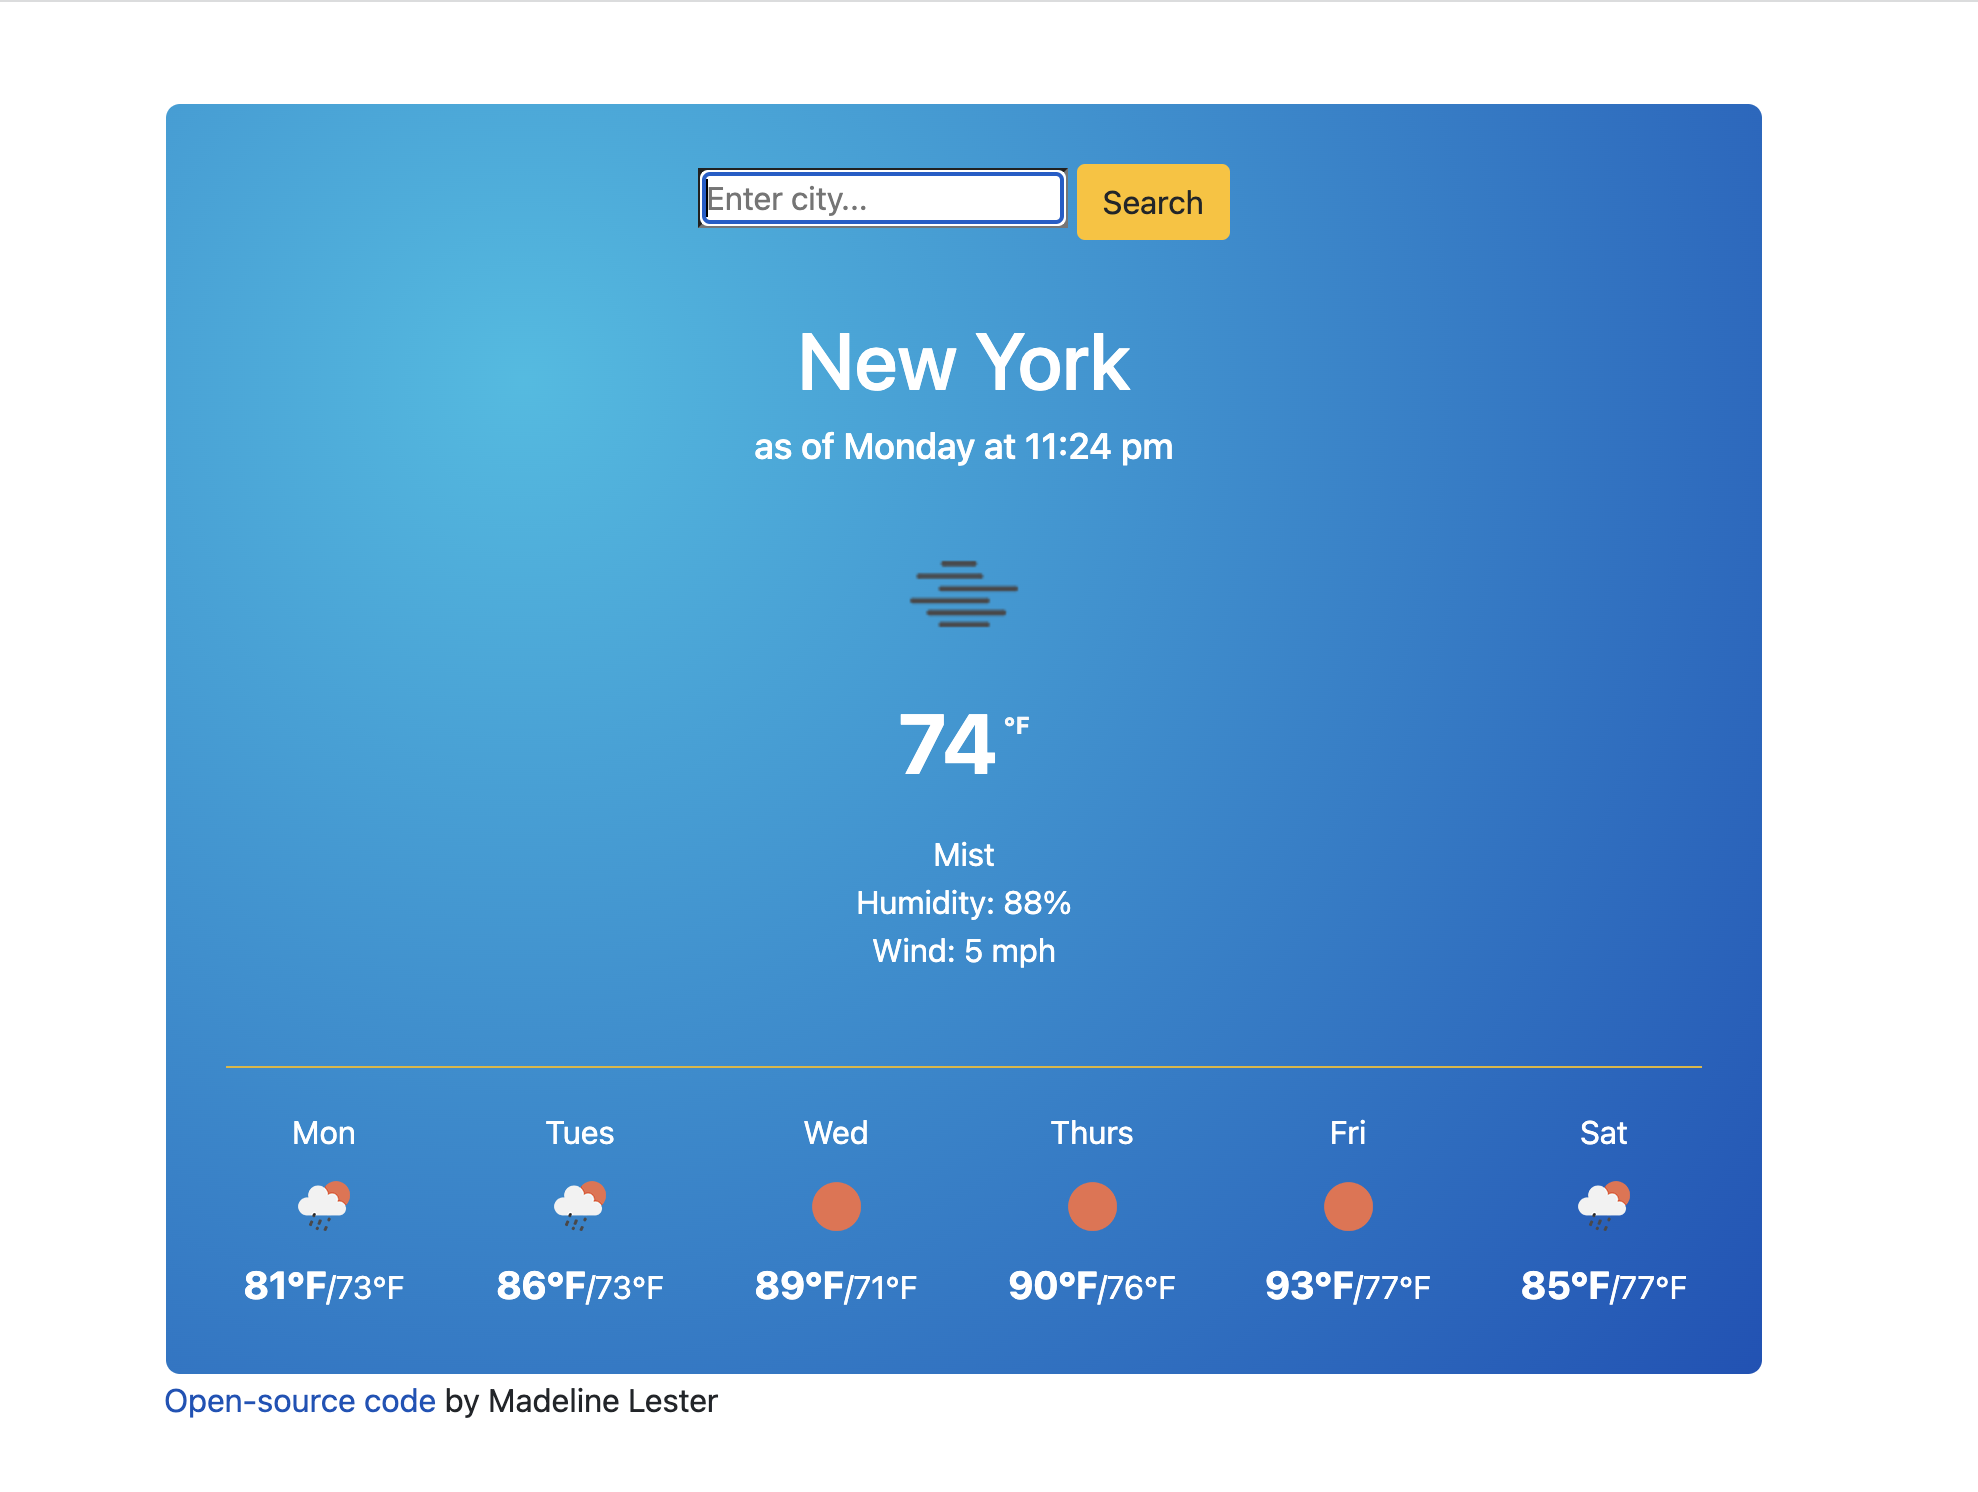 Enter city...
Search
New York
as of Monday at 11:24 pm
74 °F
Mist
Humidity: 88%
Wind: 5 mph
Mon Tues Wed Thurs Fri Sat
81°F/73°F 86°F/73°F 89°F/71°F 90°F/76°F 93°F/77°F 85°F/77°F
Open-source code by Madeline Lester